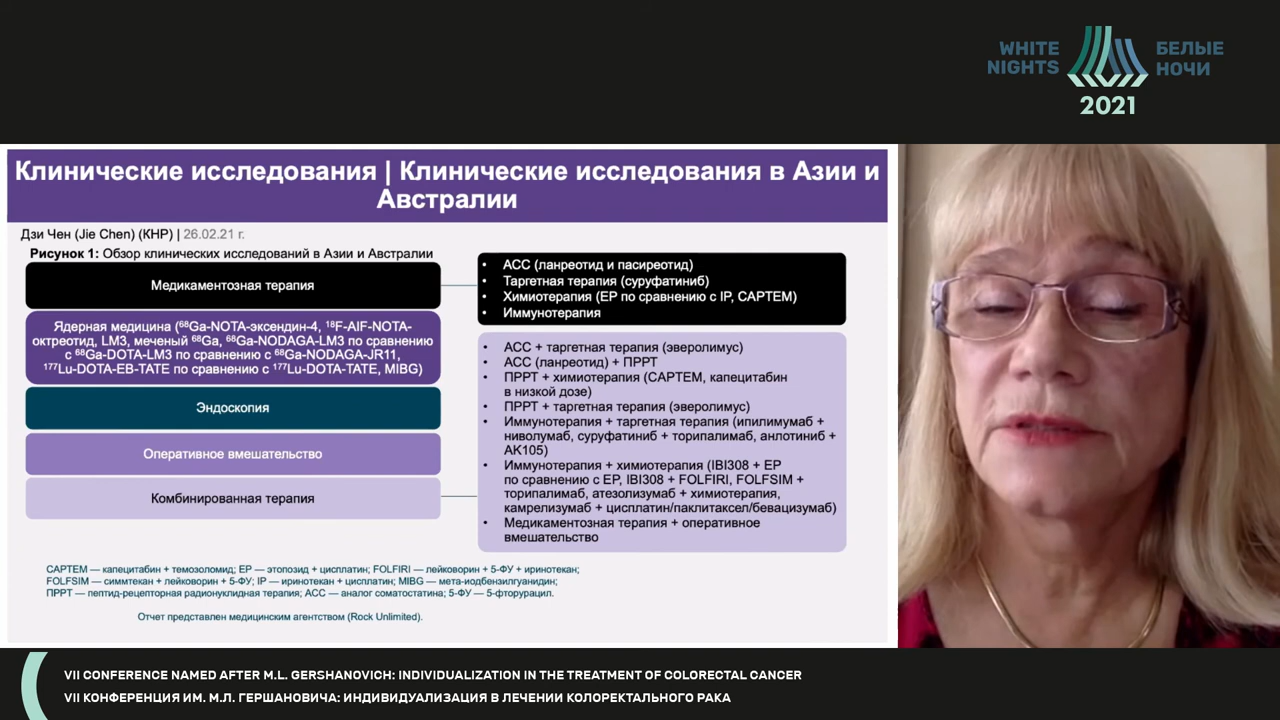 WHITE
NIGHTS
БЕЛЫЕ
НОЧИ
2021
Клинические исследования | Клинические исследования в Азии и
Австралии
Дзи Чен (Jie Chen) (КНР) | 26.02.21 г.
Рисунок 1: Обзор клинических исследований в Азии и Австралии
Медикаментозная терапия
• АСС (ланреотид и пасиреотид)
• Таргетная терапия (суруфатиниб)
• Химиотерапия (EP по сравнению с IP, CAPTEM)
• Иммунотерапия
Ядерная медицина (⁶⁸Ga-NOTA-эксендин-4, ¹⁸F-AlF-NOTA-
октреотид, LM3, меченый ⁶⁸Ga, ⁶⁸Ga-NODAGA-LM3 по сравнению
с ⁶⁸Ga-DOTA-LM3 по сравнению с ⁶⁸Ga-NODAGA-JR11,
¹⁷⁷Lu-DOTA-EB-TATE по сравнению с ¹⁷⁷Lu-DOTA-TATE, MIBG)
Эндоскопия
Оперативное вмешательство
Комбинированная терапия
• АСС + таргетная терапия (эверолимус)
• АСС (ланреотид) + ПРРТ
• ПРРТ + химиотерапия (CAPTEM, капецитабин
в низкой дозе)
• ПРРТ + таргетная терапия (эверолимус)
• Иммунотерапия + таргетная терапия (ипилимумаб +
ниволумаб, суруфатиниб + торипалимаб, анлотиниб +
AK105)
• Иммунотерапия + химиотерапия (IBI308 + EP
по сравнению с EP, IBI308 + FOLFIRI, FOLFSIM +
торипалимаб, атезолизумаб + химиотерапия,
камрелизумаб + цисплатин/паклитаксел/бевацизумаб)
• Медикаментозная терапия + оперативное
вмешательство
CAPTEM — капецитабин + темозоломид; EP — этопозид + цисплатин; FOLFIRI — лейковорин + 5-ФУ + иринотекан;
FOLFSIM — симмтекан + лейковорин + 5-ФУ; IP — иринотекан + цисплатин; MIBG — мета-иодбензилгуанидин;
ПРРТ — пептид-рецепторная радионуклидная терапия; АСС — аналог соматостатина; 5-ФУ — 5-фторурацил.
Отчет представлен медицинским агентством (Rock Unlimited).
VII CONFERENCE NAMED AFTER M.L. GERSHANOVICH: INDIVIDUALIZATION IN THE TREATMENT OF COLORECTAL CANCER
VII КОНФЕРЕНЦИЯ ИМ. М.Л. ГЕРШАНОВИЧА: ИНДИВИДУАЛИЗАЦИЯ В ЛЕЧЕНИИ КОЛОРЕКТАЛЬНОГО РАКА